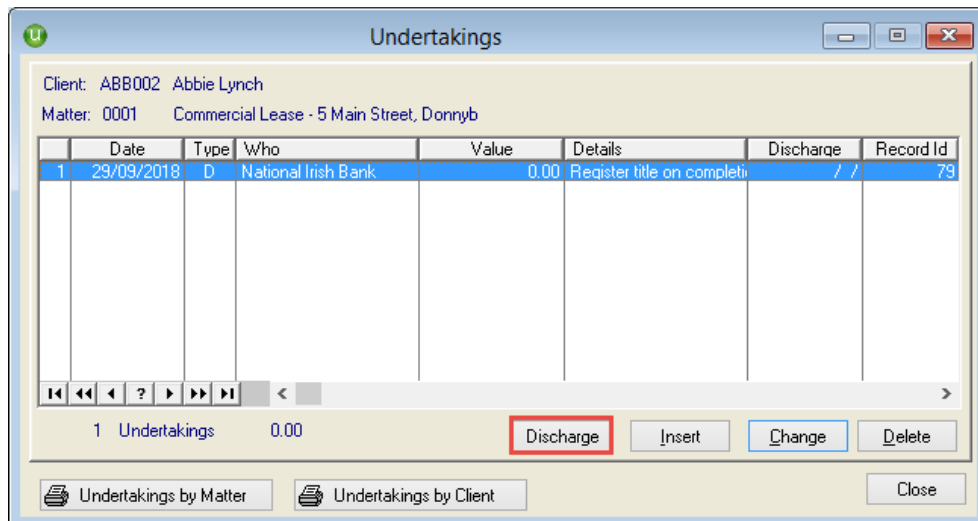 Undertakings
Client: ABB002 Abbie Lynch
Matter: 0001 Commercial Lease - 5 Main Street, Donnyb
Date Type Who Value Details Discharge Record Id
1 29/09/2018 D National Irish Bank 0.00 Register title on completi / / 79
?
1 Undertakings 0.00
Discharge Insert Change Delete
Undertakings by Matter Undertakings by Client Close